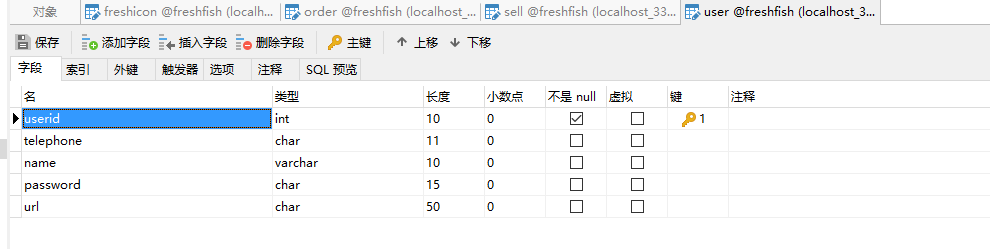 对象 freshicon @freshfish (localh... order @freshfish (localhost_... sell @freshfish (localhost_33... user @freshfish (localhost_3...
保存 添加字段 插入字段 删除字段 主键 上移 下移
字段 索引 外键 触发器 选项 注释 SQL 预览
名 类型 长度 小数点 不是 null 虚拟 键 注释
userid int 10 0 1
telephone char 11 0
name varchar 10 0
password char 15 0
url char 50 0